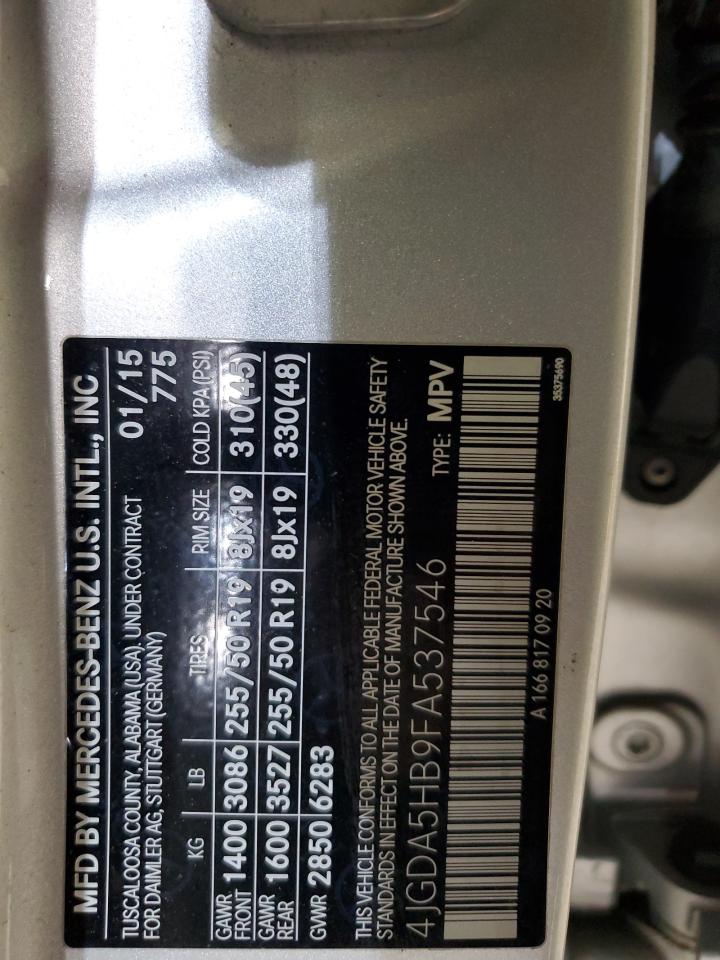 MFD BY MERCEDES-BENZ U.S. INTL., INC
TUSCALOOSA COUNTY, ALABAMA (USA), UNDER CONTRACT 01/15
FOR DAIMLER AG, STUTTGART (GERMANY) 775
KG LB TIRES RIM SIZE COLD KPA (PSI)
GAWR FRONT 1400 3086 255/50 R19 8Jx19 310(45)
GAWR REAR 1600 3527 255/50 R19 8Jx19 330(48)
GVWR 2850 6283
THIS VEHICLE CONFORMS TO ALL APPLICABLE FEDERAL MOTOR VEHICLE SAFETY
STANDARDS IN EFFECT ON THE DATE OF MANUFACTURE SHOWN ABOVE.
4JGDA5HB9FA537546 TYPE: MPV
A 166 817 09 20 35375690